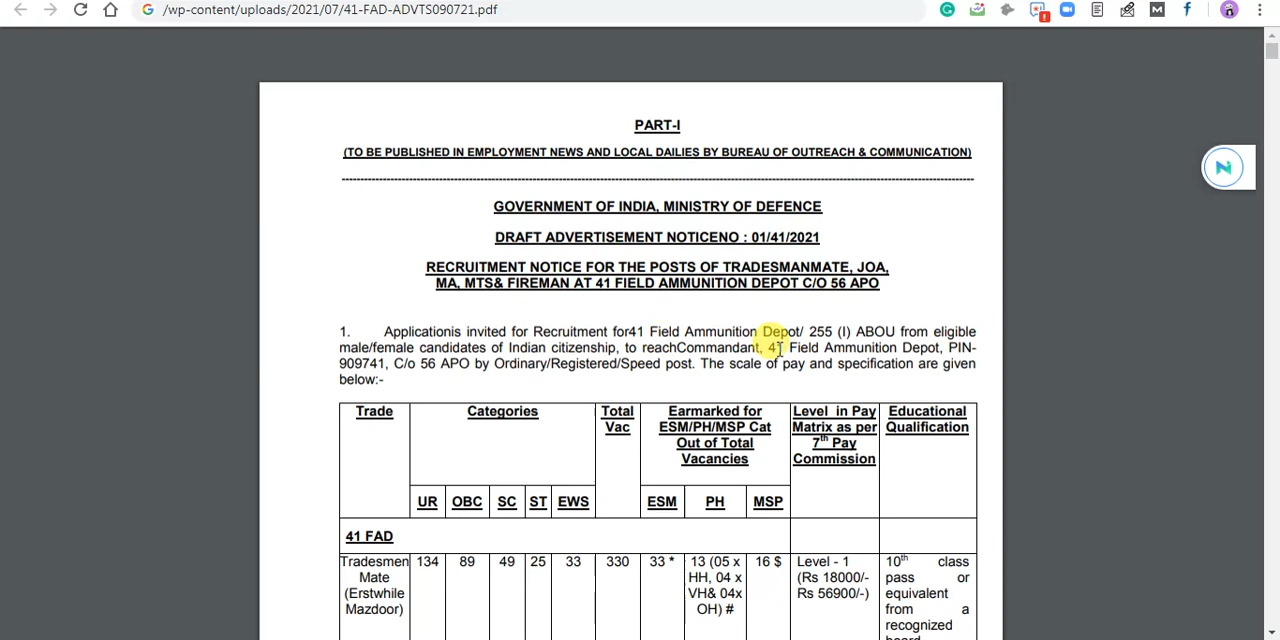 /wp-content/uploads/2021/07/41-FAD-ADVTS090721.pdf
PART-I
(TO BE PUBLISHED IN EMPLOYMENT NEWS AND LOCAL DAILIES BY BUREAU OF OUTREACH & COMMUNICATION)
GOVERNMENT OF INDIA, MINISTRY OF DEFENCE
DRAFT ADVERTISEMENT NOTICENO : 01/41/2021
RECRUITMENT NOTICE FOR THE POSTS OF TRADESMANMATE, JOA,
MA, MTS& FIREMAN AT 41 FIELD AMMUNITION DEPOT C/O 56 APO
1. Applicationis invited for Recruitment for41 Field Ammunition Depot/ 255 (I) ABOU from eligible
male/female candidates of Indian citizenship, to reachCommandant, 41 Field Ammunition Depot, PIN-
909741, C/o 56 APO by Ordinary/Registered/Speed post. The scale of pay and specification are given
below:-
Trade
Categories
Total
Vac
Earmarked for
ESM/PH/MSP Cat
Out of Total
Vacancies
Level in Pay
Matrix as per
7th Pay
Commission
Educational
Qualification
UR OBC SC ST EWS
ESM PH MSP
41 FAD
Tradesmen
Mate
(Erstwhile
Mazdoor)
134 89 49 25 33 330 33 *
13 (05 x
HH, 04 x
VH& 04x
OH) #
16 $
Level - 1
(Rs 18000/-
Rs 56900/-)
10th class
pass or
equivalent
from a
recognized
board